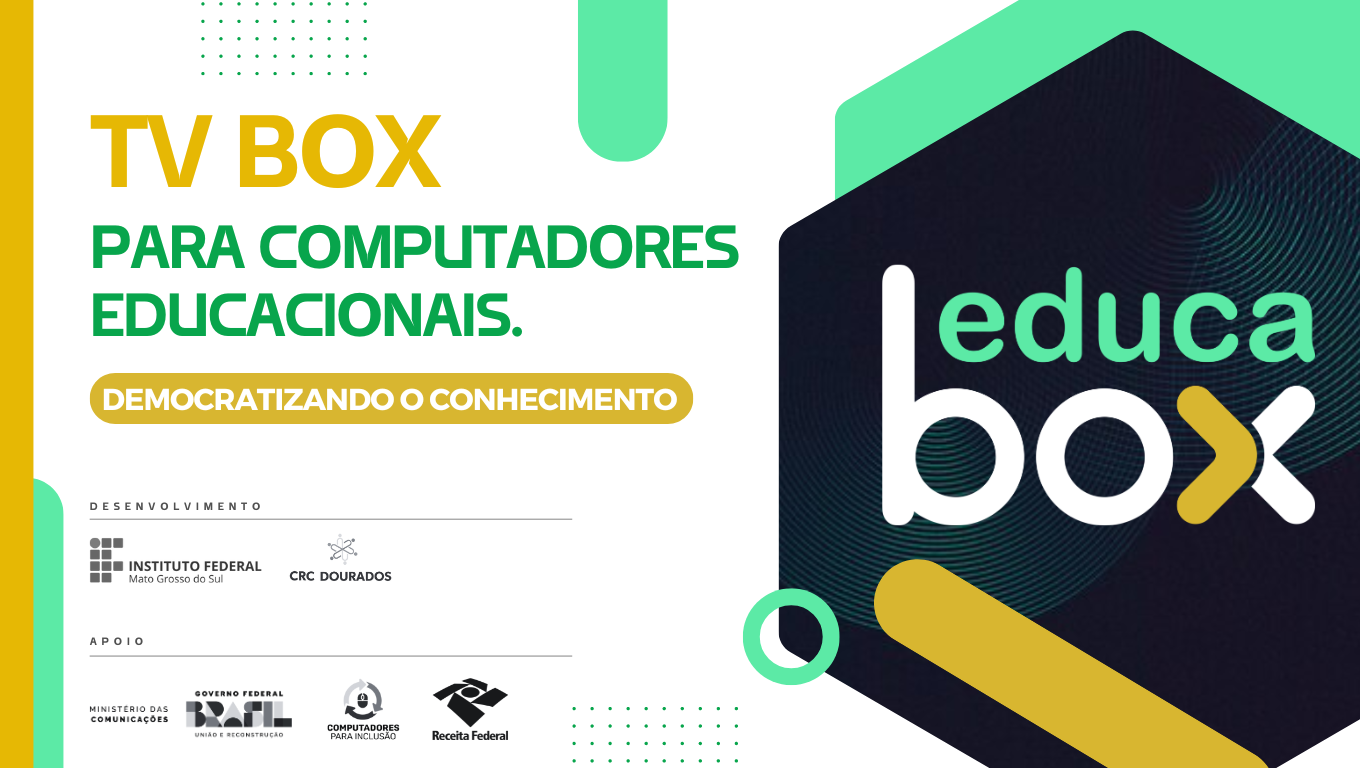 TV BOX
PARA COMPUTADORES
EDUCACIONAIS.
DEMOCRATIZANDO O CONHECIMENTO
DESENVOLVIMENTO
INSTITUTO FEDERAL
Mato Grosso do Sul
CRC DOURADOS
APOIO
MINISTÉRIO DAS
COMUNICAÇÕES
GOVERNO FEDERAL
BRASIL
UNIÃO E RECONSTRUÇÃO
COMPUTADORES
PARA INCLUSÃO
Receita Federal
educa
box